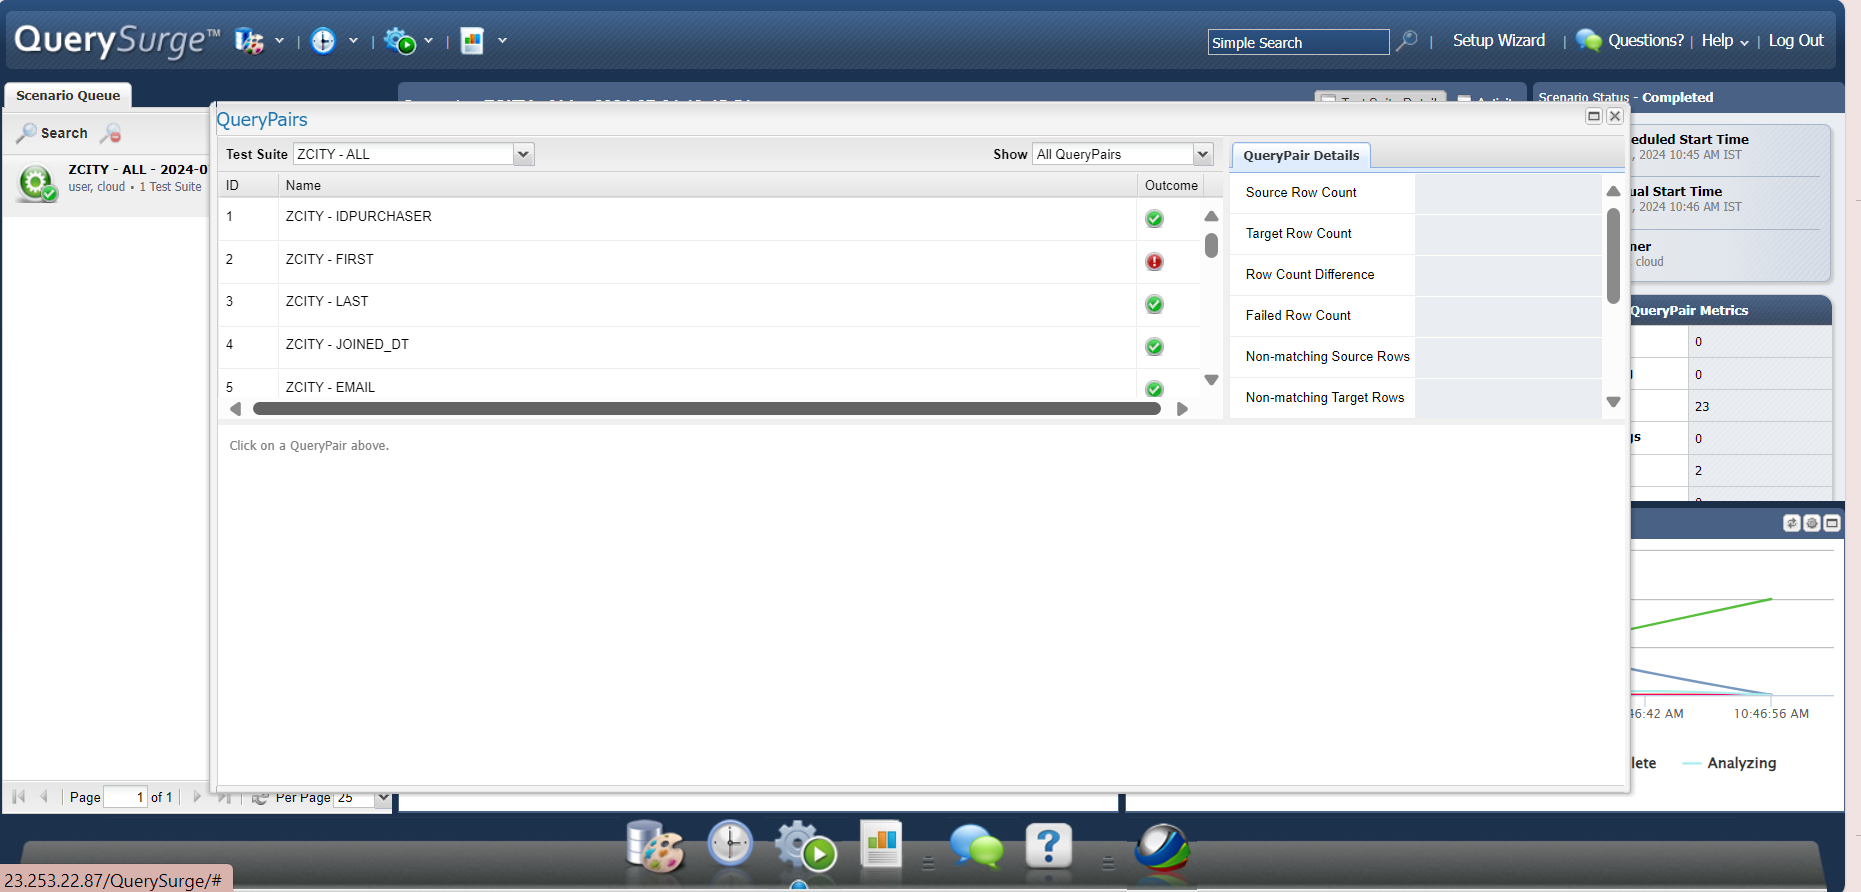 QuerySurge™
Simple Search
Setup Wizard
Questions?
Help
Log Out
Scenario Queue
Scenario Status - Completed
QueryPairs
Search
Test Suite ZCITY - ALL
Show All QueryPairs
QueryPair Details
eduled Start Time
, 2024 10:45 AM IST
ZCITY - ALL - 2024-0
user, cloud • 1 Test Suite
ID Name Outcome
1 ZCITY - IDPURCHASER
2 ZCITY - FIRST
3 ZCITY - LAST
4 ZCITY - JOINED_DT
5 ZCITY - EMAIL
Source Row Count
Target Row Count
Row Count Difference
Failed Row Count
Non-matching Source Rows
Non-matching Target Rows
ual Start Time
, 2024 10:46 AM IST
ner
cloud
QueryPair Metrics
0
0
23
gs 0
2
Click on a QueryPair above.
46:42 AM 10:46:56 AM
lete Analyzing
Page 1 of 1
Per Page 25
23.253.22.87/QuerySurge/#